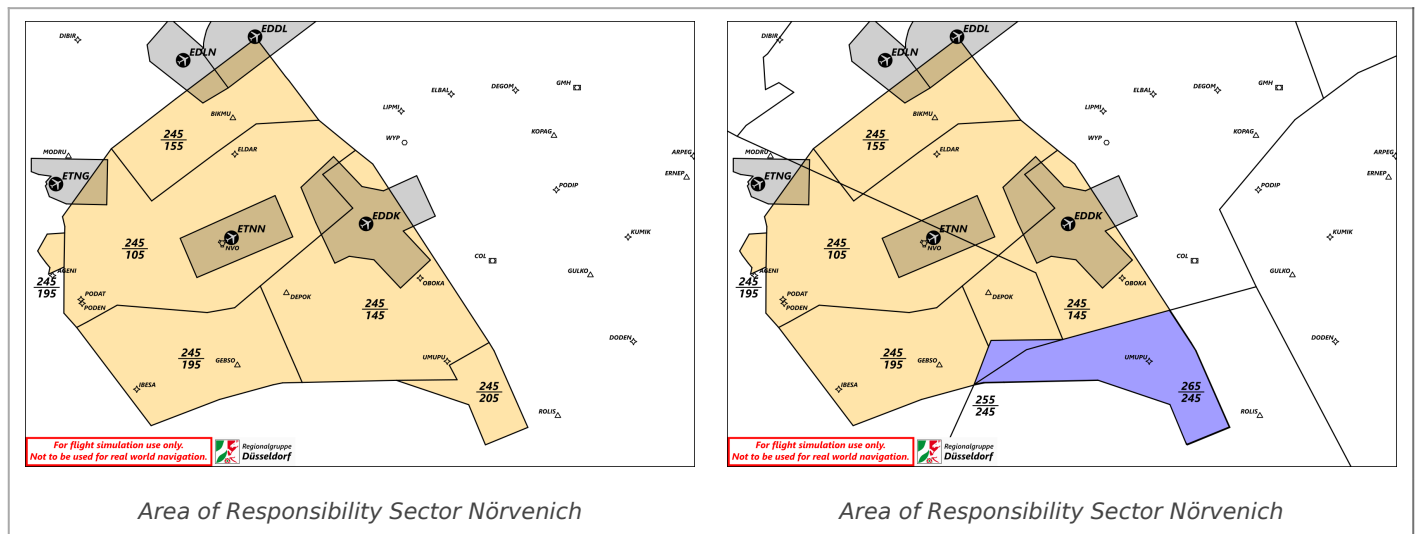 DIBIR
EDDL
EDLN
GMH
DEGOM
ELBAL
LIPMI
BIKMU
245
155
WYP
KOPAG
ELDAR
MODRU
ARPEG
ERNEP
ETNG
PODIP
EDDK
ETNN
NVO
KUMIK
245
105
COL
AGENI
GULKO
245
195
OBOKA
PODAT
PODEN
DEPOK
245
145
DODEN
245
195
GEBSO
UMUPU
IBESA
245
205
ROLIS
For flight simulation use only.
Not to be used for real world navigation.
Regionalgruppe
Düsseldorf
Area of Responsibility Sector Nörvenich
DIBIR
EDDL
EDLN
GMH
DEGOM
ELBAL
LIPMI
BIKMU
245
155
WYP
KOPAG
ELDAR
MODRU
ARPEG
ERNEP
ETNG
PODIP
EDDK
ETNN
NVO
KUMIK
245
105
COL
AGENI
GULKO
245
195
OBOKA
PODAT
PODEN
DEPOK
245
145
DODEN
245
195
GEBSO
UMUPU
IBESA
265
245
255
245
ROLIS
For flight simulation use only.
Not to be used for real world navigation.
Regionalgruppe
Düsseldorf
Area of Responsibility Sector Nörvenich